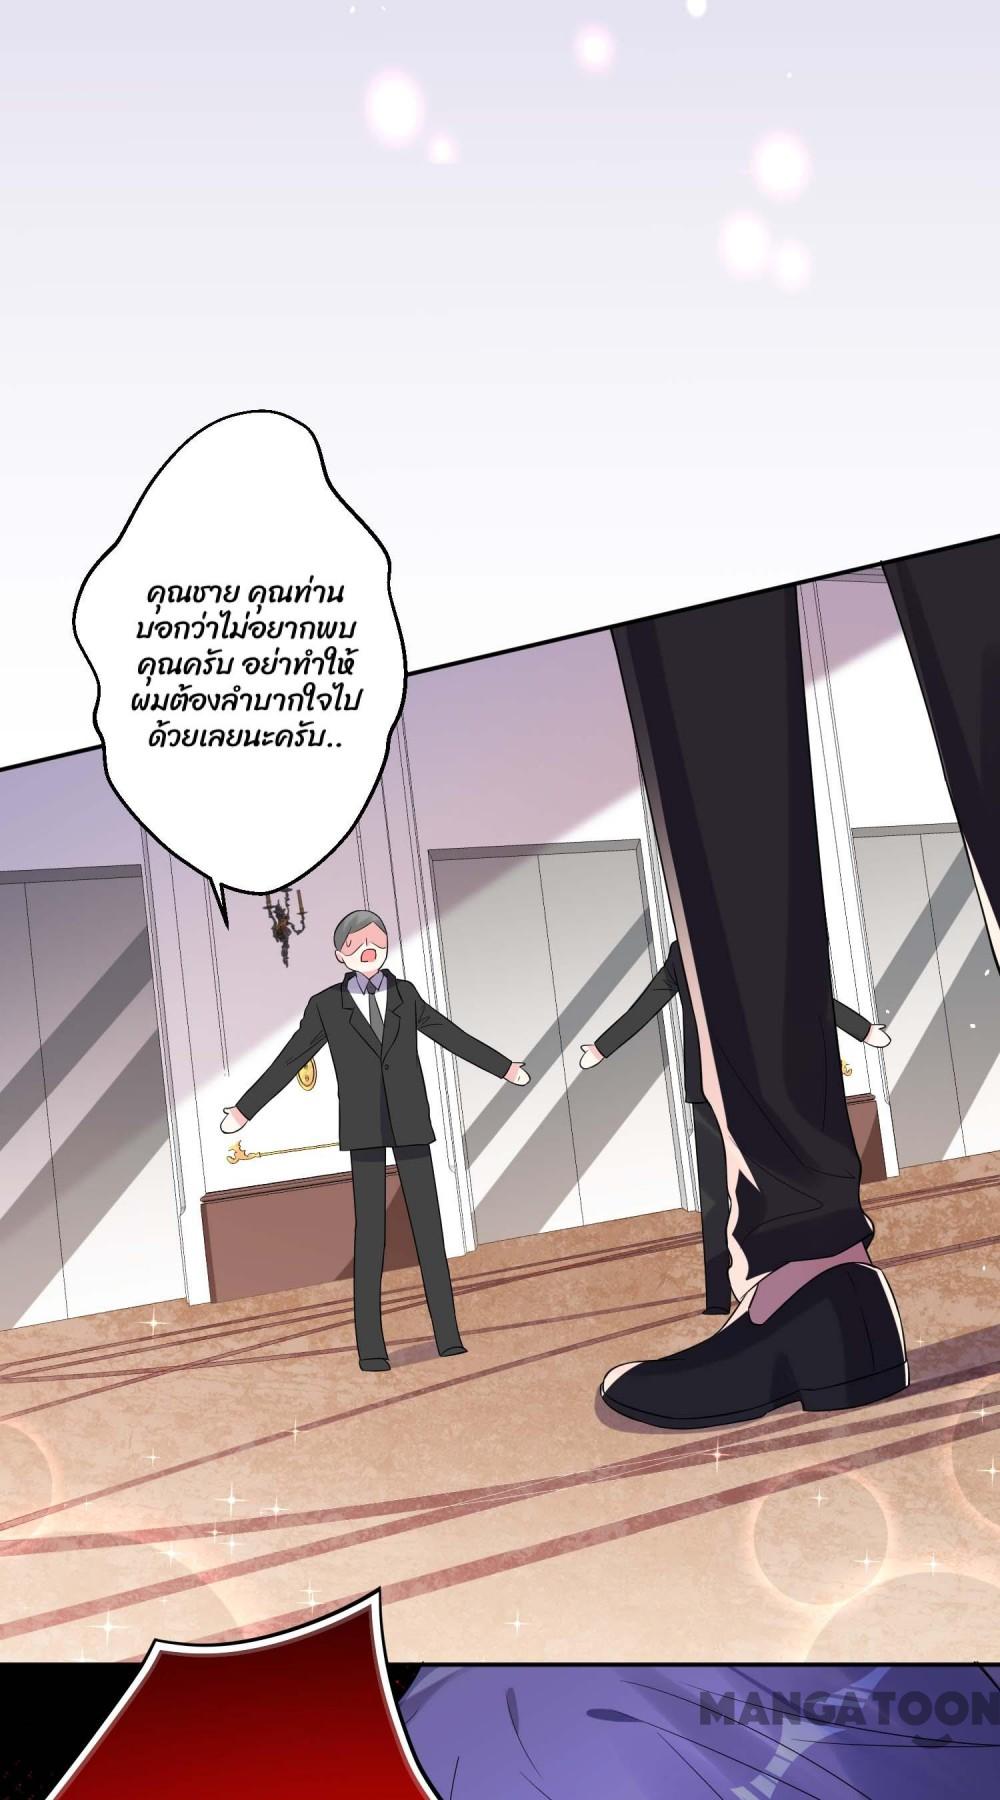 คุณชาย คุณท่าน
บอกว่าไม่อยากพบ
คุณครับ อย่าทำให้
ผมต้องลำบากใจไป
ด้วยเลยนะครับ..
MANGATOON